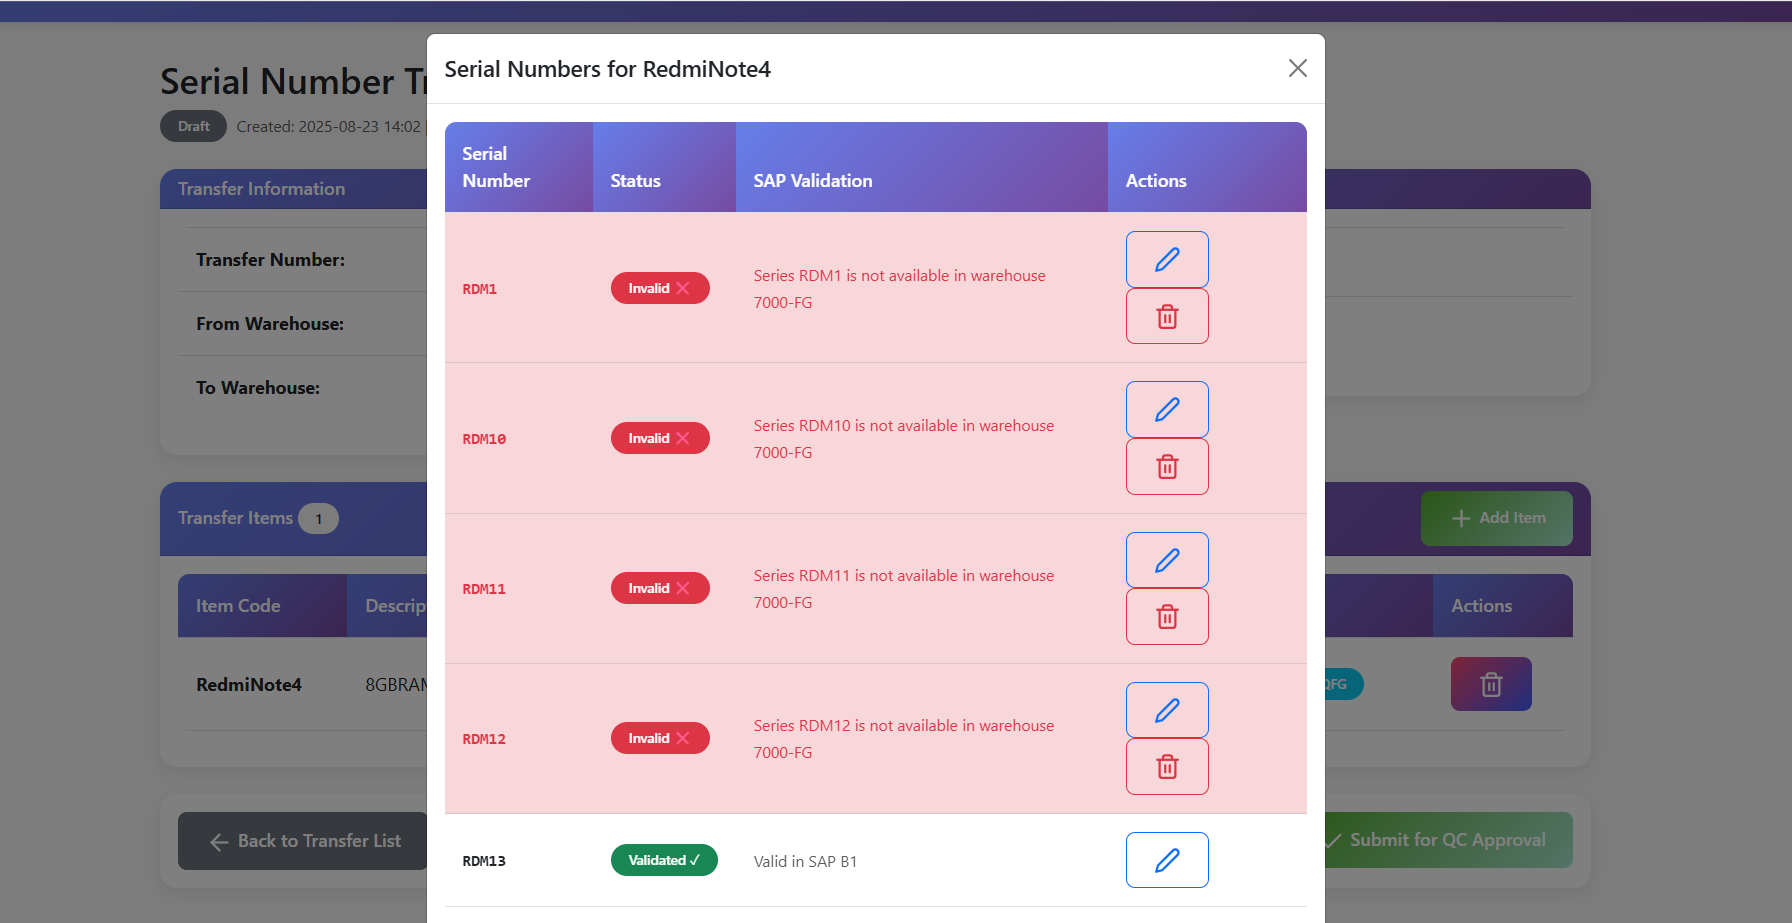 Serial Numbers for RedmiNote4
Serial Number
Status
SAP Validation
Actions
RDM1
Invalid ❌
Series RDM1 is not available in warehouse
7000-FG
RDM10
Invalid ❌
Series RDM10 is not available in warehouse
7000-FG
RDM11
Invalid ❌
Series RDM11 is not available in warehouse
7000-FG
RDM12
Invalid ❌
Series RDM12 is not available in warehouse
7000-FG
RDM13
Validated ✓
Valid in SAP B1
Serial Number
Draft
Created: 2025-08-23 14:02
Transfer Information
Transfer Number:
From Warehouse:
To Warehouse:
Transfer Items 1
Add Item
Item Code
Actions
RedmiNote4
Back to Transfer List
Submit for QC Approval